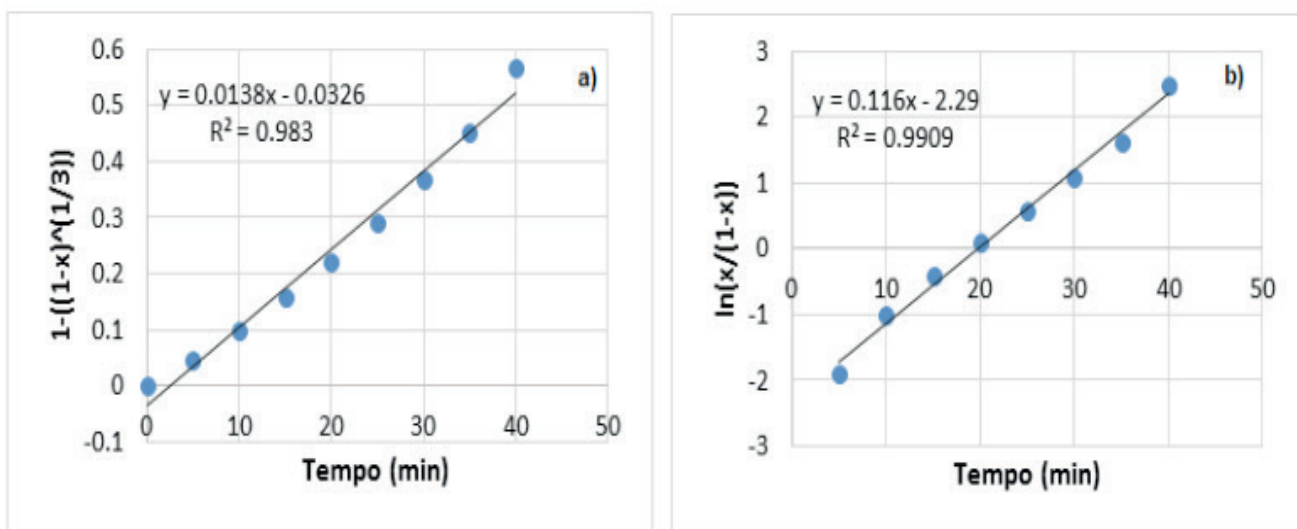 a)
y = 0.0138x - 0.0326
R² = 0.983
0.6
0.5
0.4
0.3
0.2
0.1
0
-0.1
0 10 20 30 40 50
1-((1-x)^(1/3))
Tempo (min)
b)
y = 0.116x - 2.29
R² = 0.9909
3
2
1
0
-1
-2
-3
0 10 20 30 40 50
ln(x/(1-x))
Tempo (min)